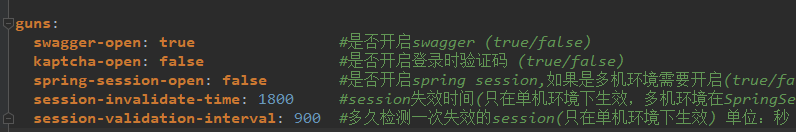 guns:
swagger-open: true #是否开启swagger (true/false)
kaptcha-open: false #是否开启登录时验证码 (true/false)
spring-session-open: false #是否开启spring session,如果是多机环境需要开启(true/fa
session-invalidate-time: 1800 #session失效时间(只在单机环境下生效，多机环境在SpringSe
session-validation-interval: 900 #多久检测一次失效的session(只在单机环境下生效) 单位：秒